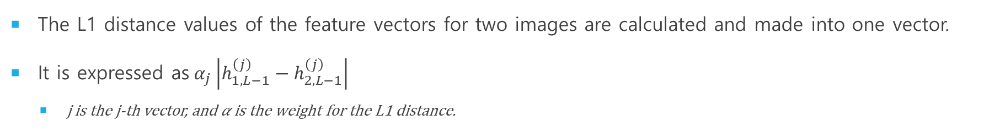 ▪ The L1 distance values of the feature vectors for two images are calculated and made into one vector.
▪ It is expressed as $\alpha_j \left| h_{1,L-1}^{(j)} - h_{2,L-1}^{(j)} \right|$
▪ j is the j-th vector, and α is the weight for the L1 distance.